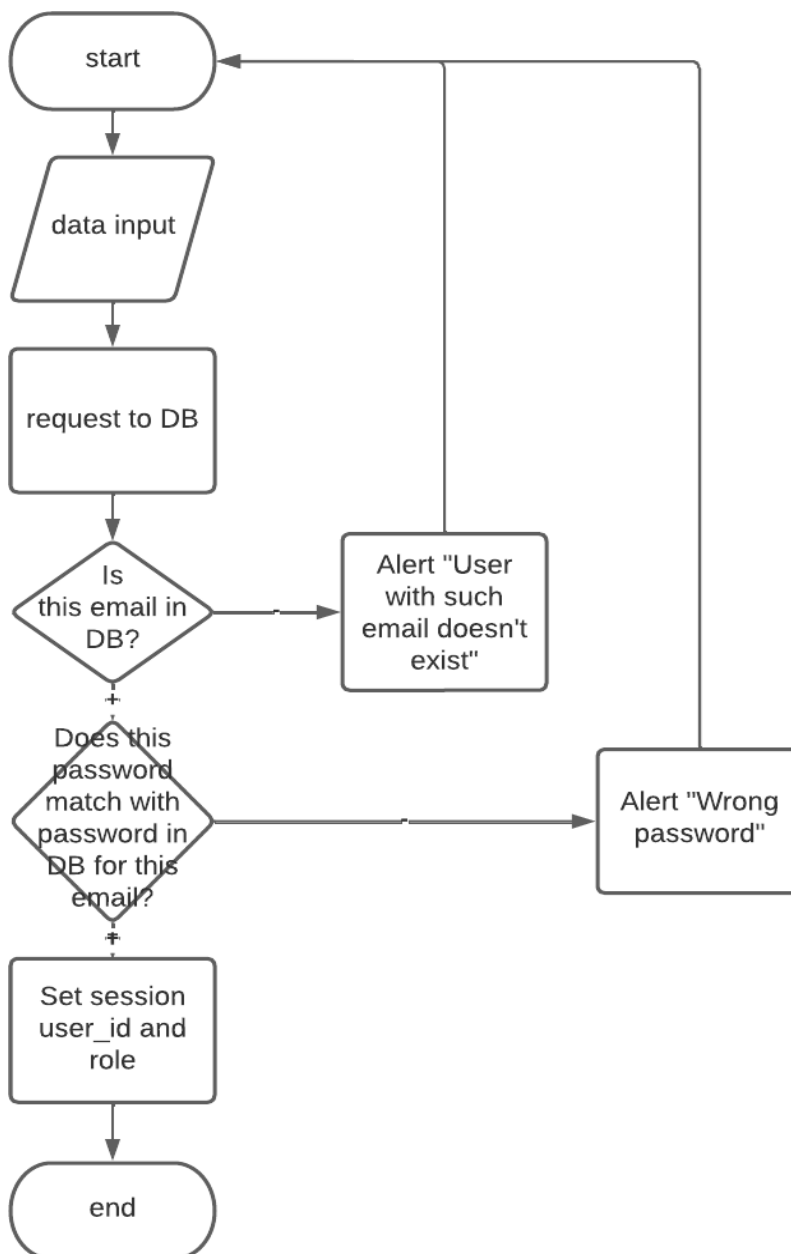 start
data input
request to DB
Is
this email in
DB?
-
Alert "User
with such
email doesn't
exist"
+
Does this
password
match with
password in
DB for this
email?
-
Alert "Wrong
password"
+
Set session
user_id and
role
end